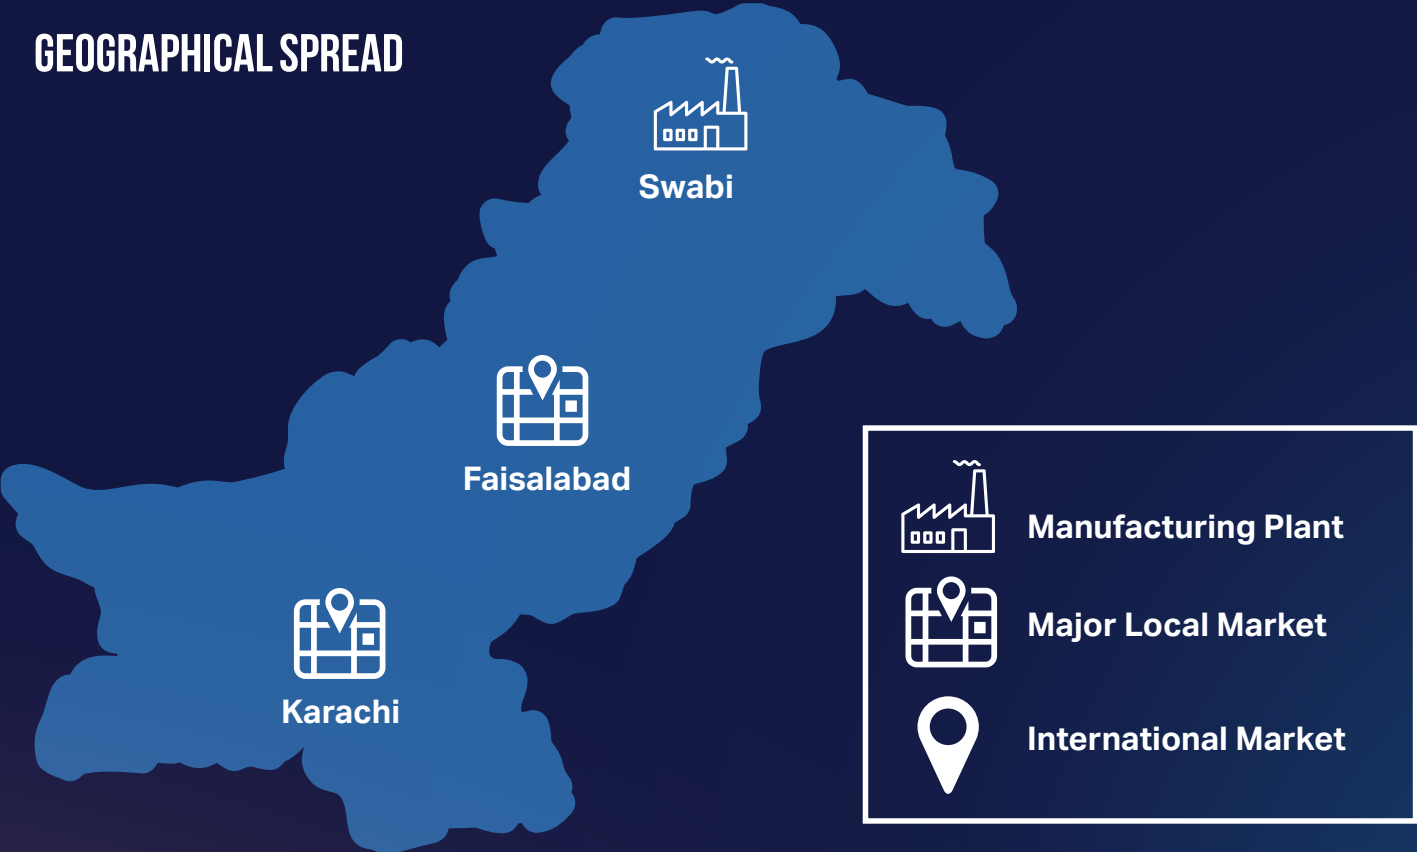 GEOGRAPHICAL SPREAD
Swabi
Faisalabad
Karachi
Manufacturing Plant
Major Local Market
International Market